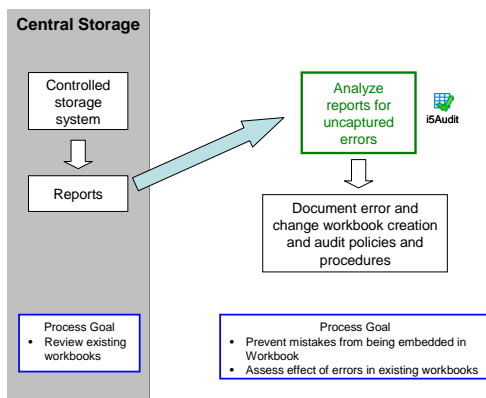 Central Storage
Controlled
storage
system
Reports
Analyze
reports for
uncaptured
errors
i5Audit
Document error and
change workbook creation
and audit policies and
procedures
Process Goal
• Review existing
workbooks
Process Goal
• Prevent mistakes from being embedded in
Workbook
• Assess effect of errors in existing workbooks